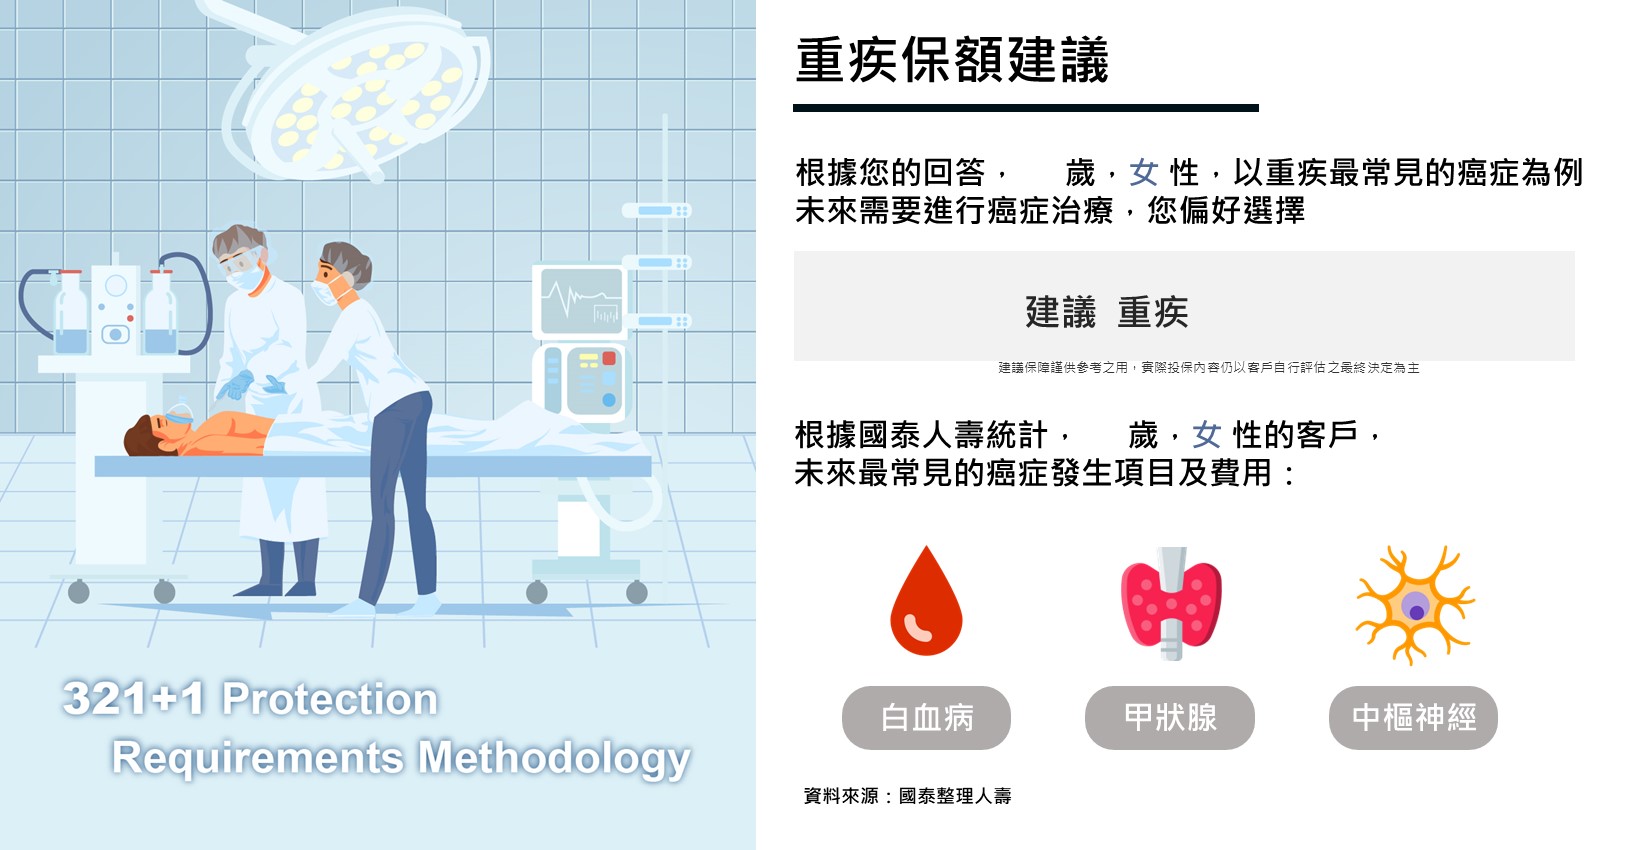 321+1 Protection
Requirements Methodology
重疾保額建議
根據您的回答， 歲，女 性，以重疾最常見的癌症為例
未來需要進行癌症治療，您偏好選擇
建議 重疾
建議保障謹供參考之用，實際投保內容仍以客戶自行評估之最終決定為主
根據國泰人壽統計， 歲，女 性的客戶，
未來最常見的癌症發生項目及費用：
白血病
甲狀腺
中樞神經
資料來源：國泰整理人壽